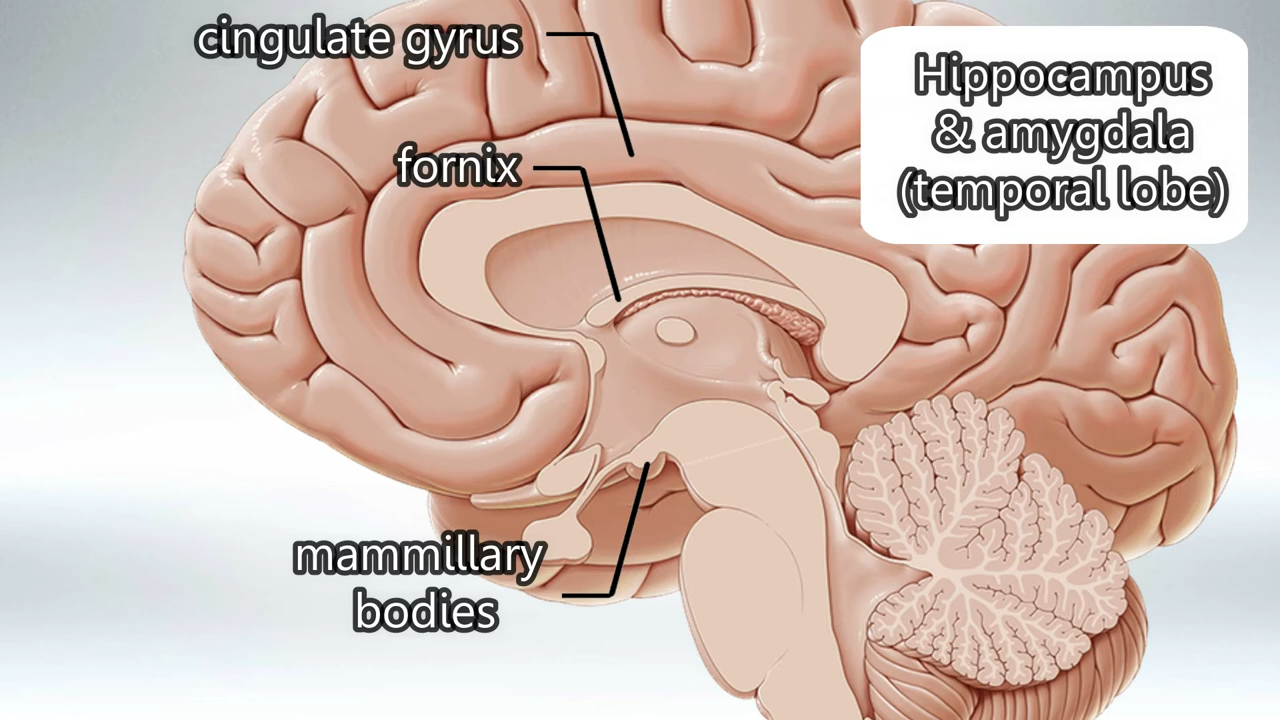 cingulate gyrus
fornix
mammillary
bodies
Hippocampus
& amygdala
(temporal lobe)